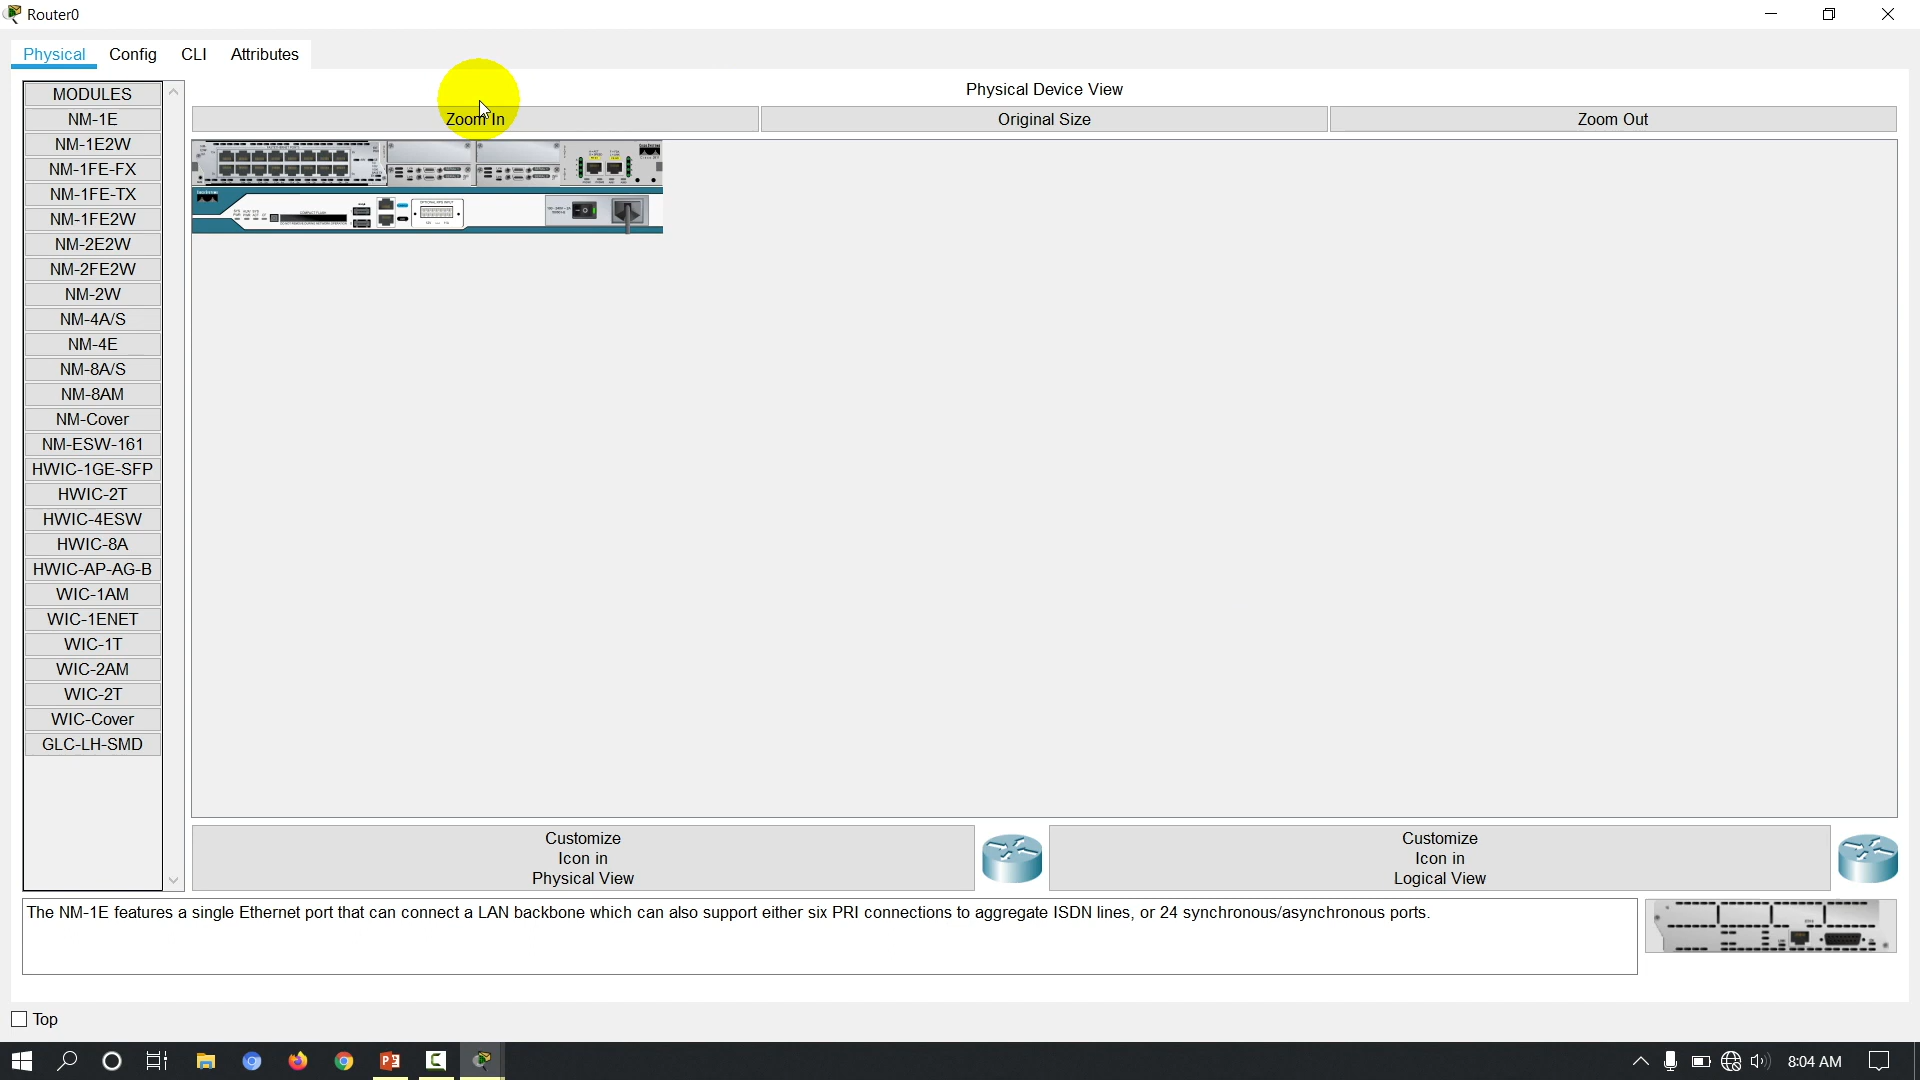 Router0
Physical
Config
CLI
Attributes
MODULES
NM-1E
NM-1E2W
NM-1FE-FX
NM-1FE-TX
NM-1FE2W
NM-2E2W
NM-2FE2W
NM-2W
NM-4A/S
NM-4E
NM-8A/S
NM-8AM
NM-Cover
NM-ESW-161
HWIC-1GE-SFP
HWIC-2T
HWIC-4ESW
HWIC-8A
HWIC-AP-AG-B
WIC-1AM
WIC-1ENET
WIC-1T
WIC-2AM
WIC-2T
WIC-Cover
GLC-LH-SMD
Physical Device View
Zoom In
Original Size
Zoom Out
Customize
Icon in
Physical View
Customize
Icon in
Logical View
The NM-1E features a single Ethernet port that can connect a LAN backbone which can also support either six PRI connections to aggregate ISDN lines, or 24 synchronous/asynchronous ports.
Top
8:04 AM